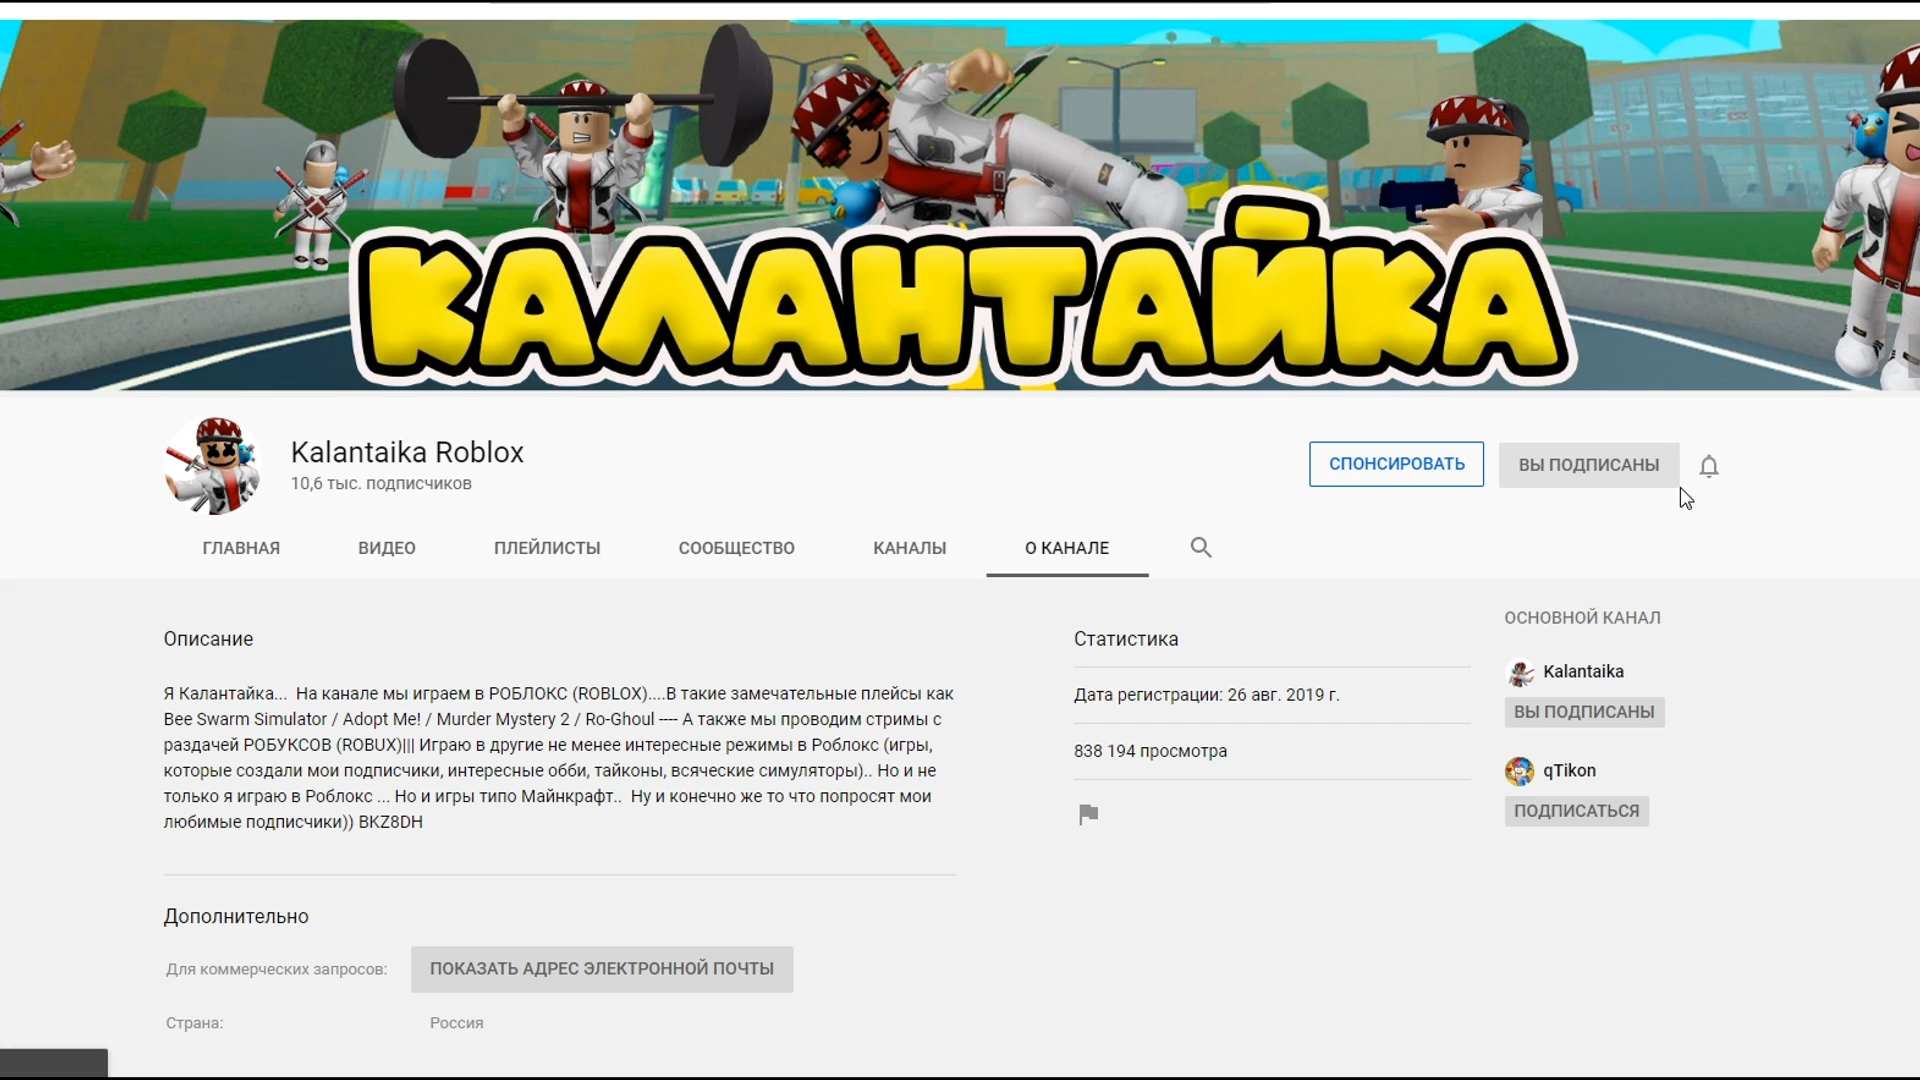 КАЛАНТАЙКА
Kalantaika Roblox
10,6 тыс. подписчиков
СПОНСИРОВАТЬ
ВЫ ПОДПИСАНЫ
ГЛАВНАЯ
ВИДЕО
ПЛЕЙЛИСТЫ
СООБЩЕСТВО
КАНАЛЫ
О КАНАЛЕ
Описание
Я Калантайка... На канале мы играем в РОБЛОКС (ROBLOX)....В такие замечательные плейсы как
Bee Swarm Simulator / Adopt Me! / Murder Mystery 2 / Ro-Ghoul ---- А также мы проводим стримы с
раздачей РОБУКСОВ (ROBUX)||| Играю в другие не менее интересные режимы в Роблокс (игры,
которые создали мои подписчики, интересные обби, тайконы, всяческие симуляторы).. Но и не
только я играю в Роблокс ... Но и игры типо Майнкрафт.. Ну и конечно же то что попросят мои
любимые подписчики)) BKZ8DH
Дополнительно
Для коммерческих запросов:
ПОКАЗАТЬ АДРЕС ЭЛЕКТРОННОЙ ПОЧТЫ
Страна:
Россия
Статистика
Дата регистрации: 26 авг. 2019 г.
838 194 просмотра
ОСНОВНОЙ КАНАЛ
Kalantaika
ВЫ ПОДПИСАНЫ
qTikon
ПОДПИСАТЬСЯ